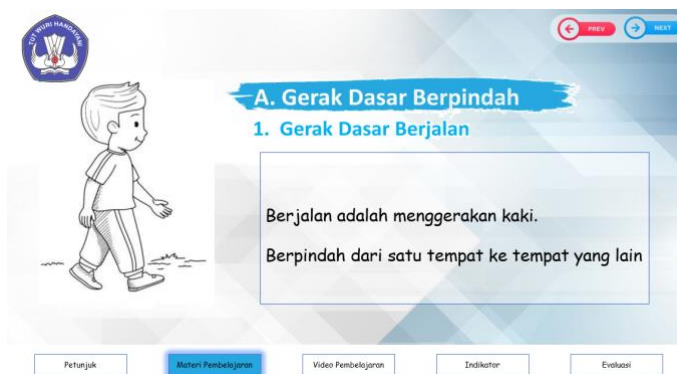 TUT WURI HANDAYANI
PREV
NEXT
A. Gerak Dasar Berpindah
1. Gerak Dasar Berjalan
Berjalan adalah menggerakan kaki.
Berpindah dari satu tempat ke tempat yang lain
Petunjuk
Materi Pembelajaran
Video Pembelajaran
Indikator
Evaluasi